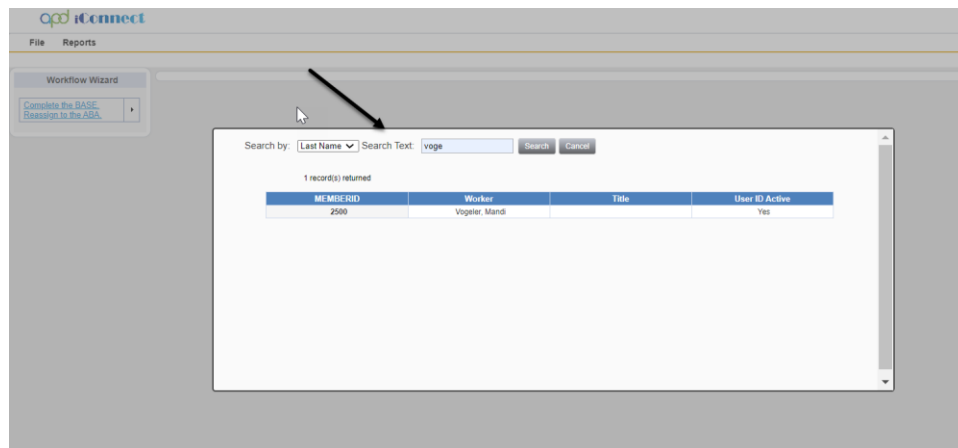 apd iConnect
File Reports
Workflow Wizard
Complete the BASE.
Reassign to the ABA.
Search by: Last Name Search Text: voge Search Cancel
1 record(s) returned
MEMBERID Worker Title User ID Active
2500 Vogeler, Mandi Yes